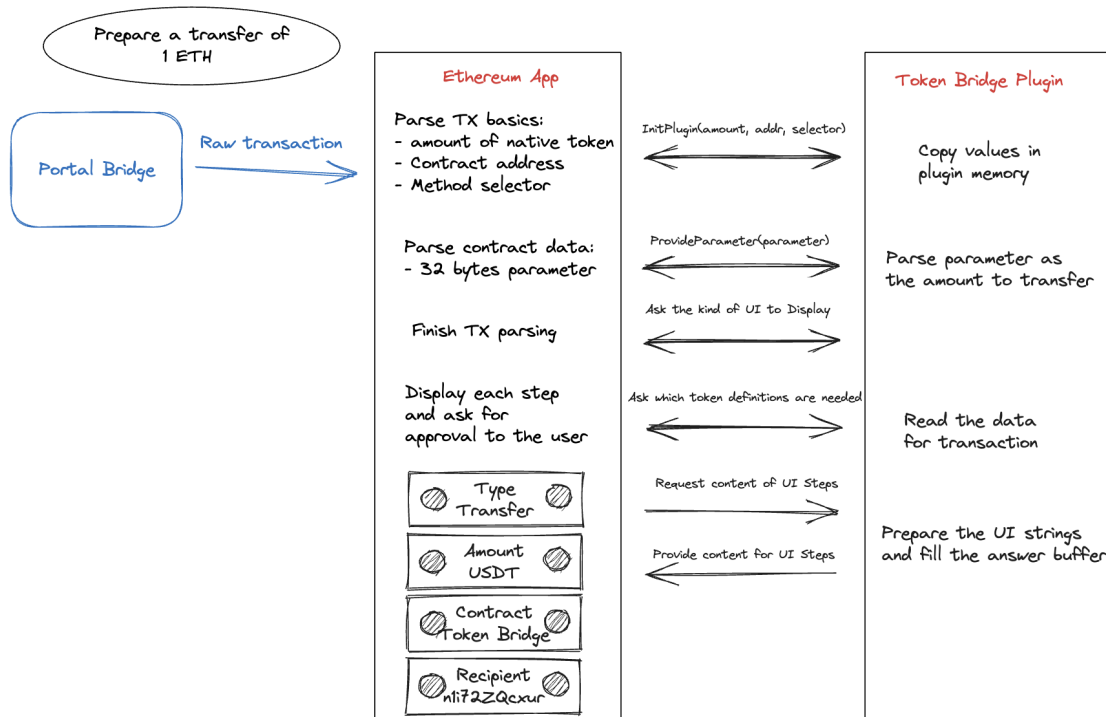 Prepare a transfer of
1 ETH
Portal Bridge
Raw transaction
Ethereum App
Parse TX basics:
- amount of native token
- Contract address
- Method selector
Parse contract data:
- 32 bytes parameter
Finish TX parsing
Display each step
and ask for
approval to the user
Type
Transfer
Amount
USDT
Contract
Token Bridge
Recipient
n1i72ZQcxur
InitPlugin(amount, addr, selector)
ProvideParameter(parameter)
Ask the kind of UI to Display
Ask which token definitions are needed
Request content of UI Steps
Provide content for UI Steps
Token Bridge Plugin
Copy values in
plugin memory
Parse parameter as
the amount to transfer
Read the data
for transaction
Prepare the UI strings
and fill the answer buffer